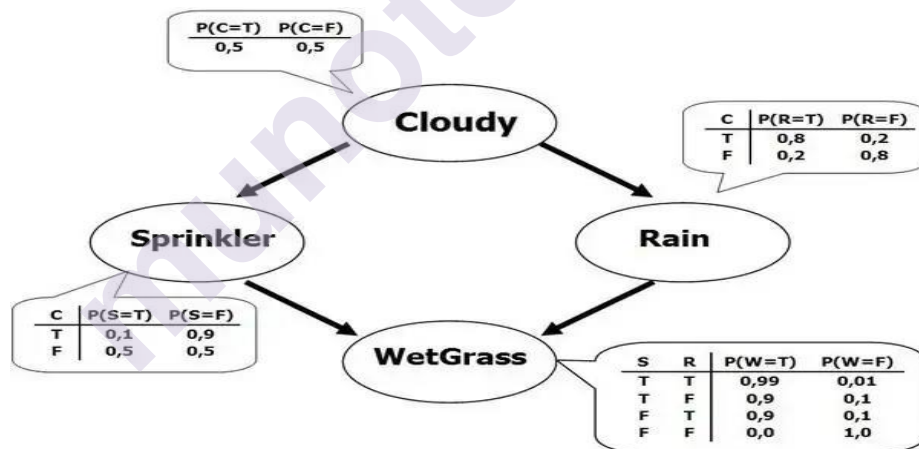 P(C=T) P(C=F)
0,5 0,5
Cloudy
C P(R=T) P(R=F)
T 0,8 0,2
F 0,2 0,8
Sprinkler
Rain
C P(S=T) P(S=F)
T 0,1 0,9
F 0,5 0,5
WetGrass
S R P(W=T) P(W=F)
T T 0,99 0,01
T F 0,9 0,1
F T 0,9 0,1
F F 0,0 1,0